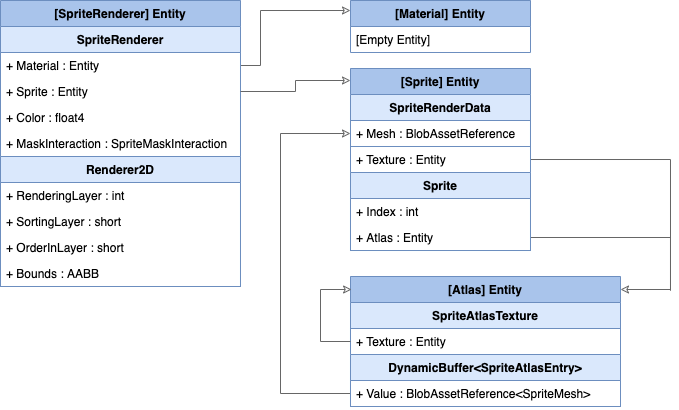 [SpriteRenderer] Entity
SpriteRenderer
+ Material : Entity
+ Sprite : Entity
+ Color : float4
+ MaskInteraction : SpriteMaskInteraction
Renderer2D
+ RenderingLayer : int
+ SortingLayer : short
+ OrderInLayer : short
+ Bounds : AABB
[Material] Entity
[Empty Entity]
[Sprite] Entity
SpriteRenderData
+ Mesh : BlobAssetReference
+ Texture : Entity
Sprite
+ Index : int
+ Atlas : Entity
[Atlas] Entity
SpriteAtlasTexture
+ Texture : Entity
DynamicBuffer<SpriteAtlasEntry>
+ Value : BlobAssetReference<SpriteMesh>